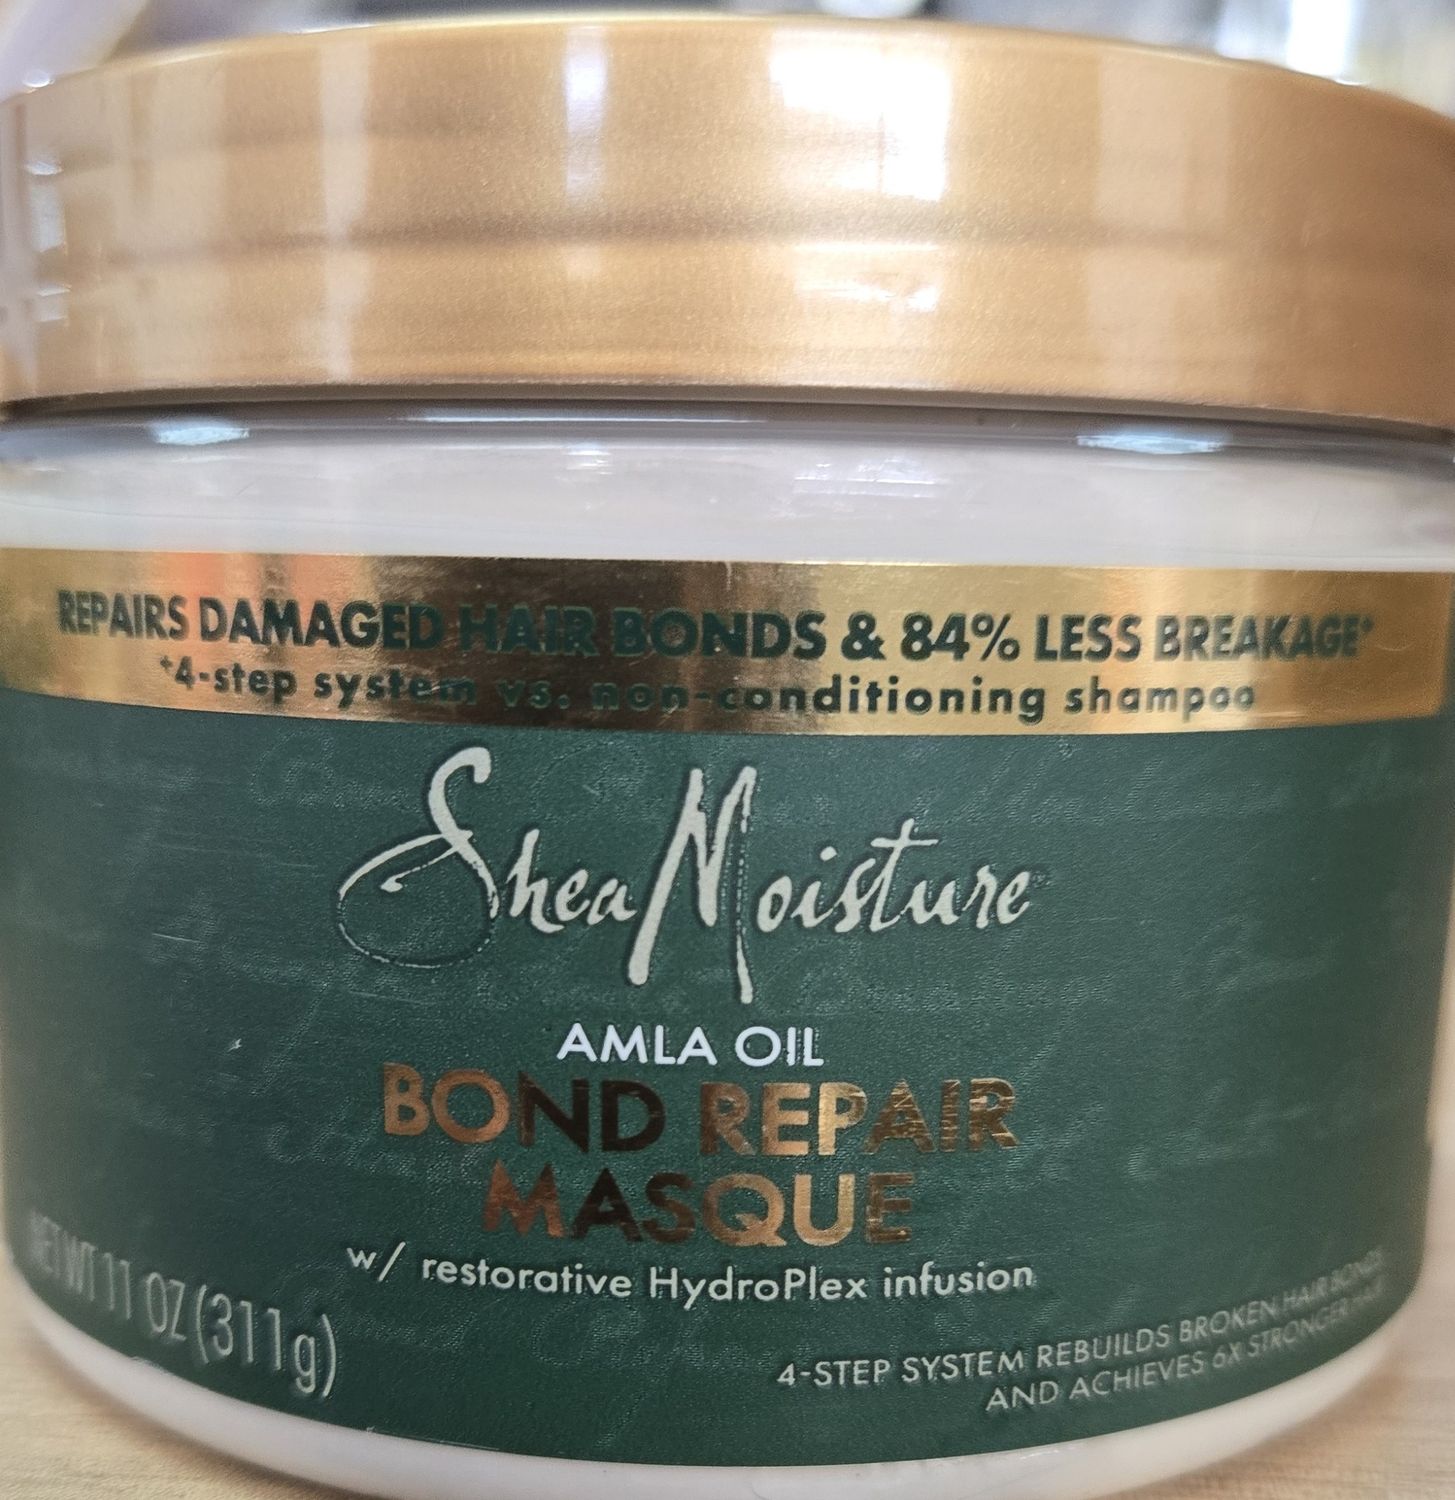 REPAIRS DAMAGED HAIR BONDS & 84% LESS BREAKAGE*
*4-step system vs. non-conditioning shampoo
SheaMoisture
AMLA OIL
BOND REPAIR
MASQUE
w/ restorative HydroPlex infusion
NET WT 11 OZ (311g)
4-STEP SYSTEM REBUILDS BROKEN HAIR BONDS
AND ACHIEVES 6X STRONGER HAIR